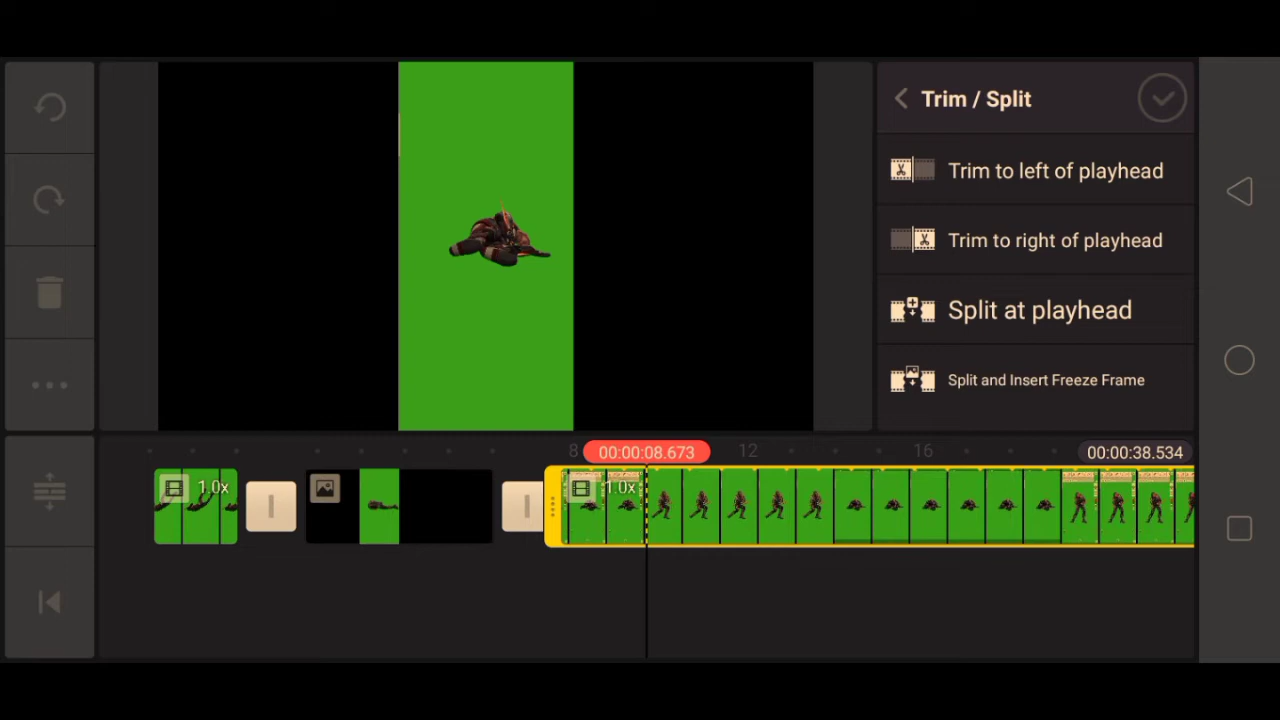 Trim / Split
Trim to left of playhead
Trim to right of playhead
Split at playhead
Split and Insert Freeze Frame
8
00:00:08.673
12
16
00:00:38.534
1.0x
1.0x